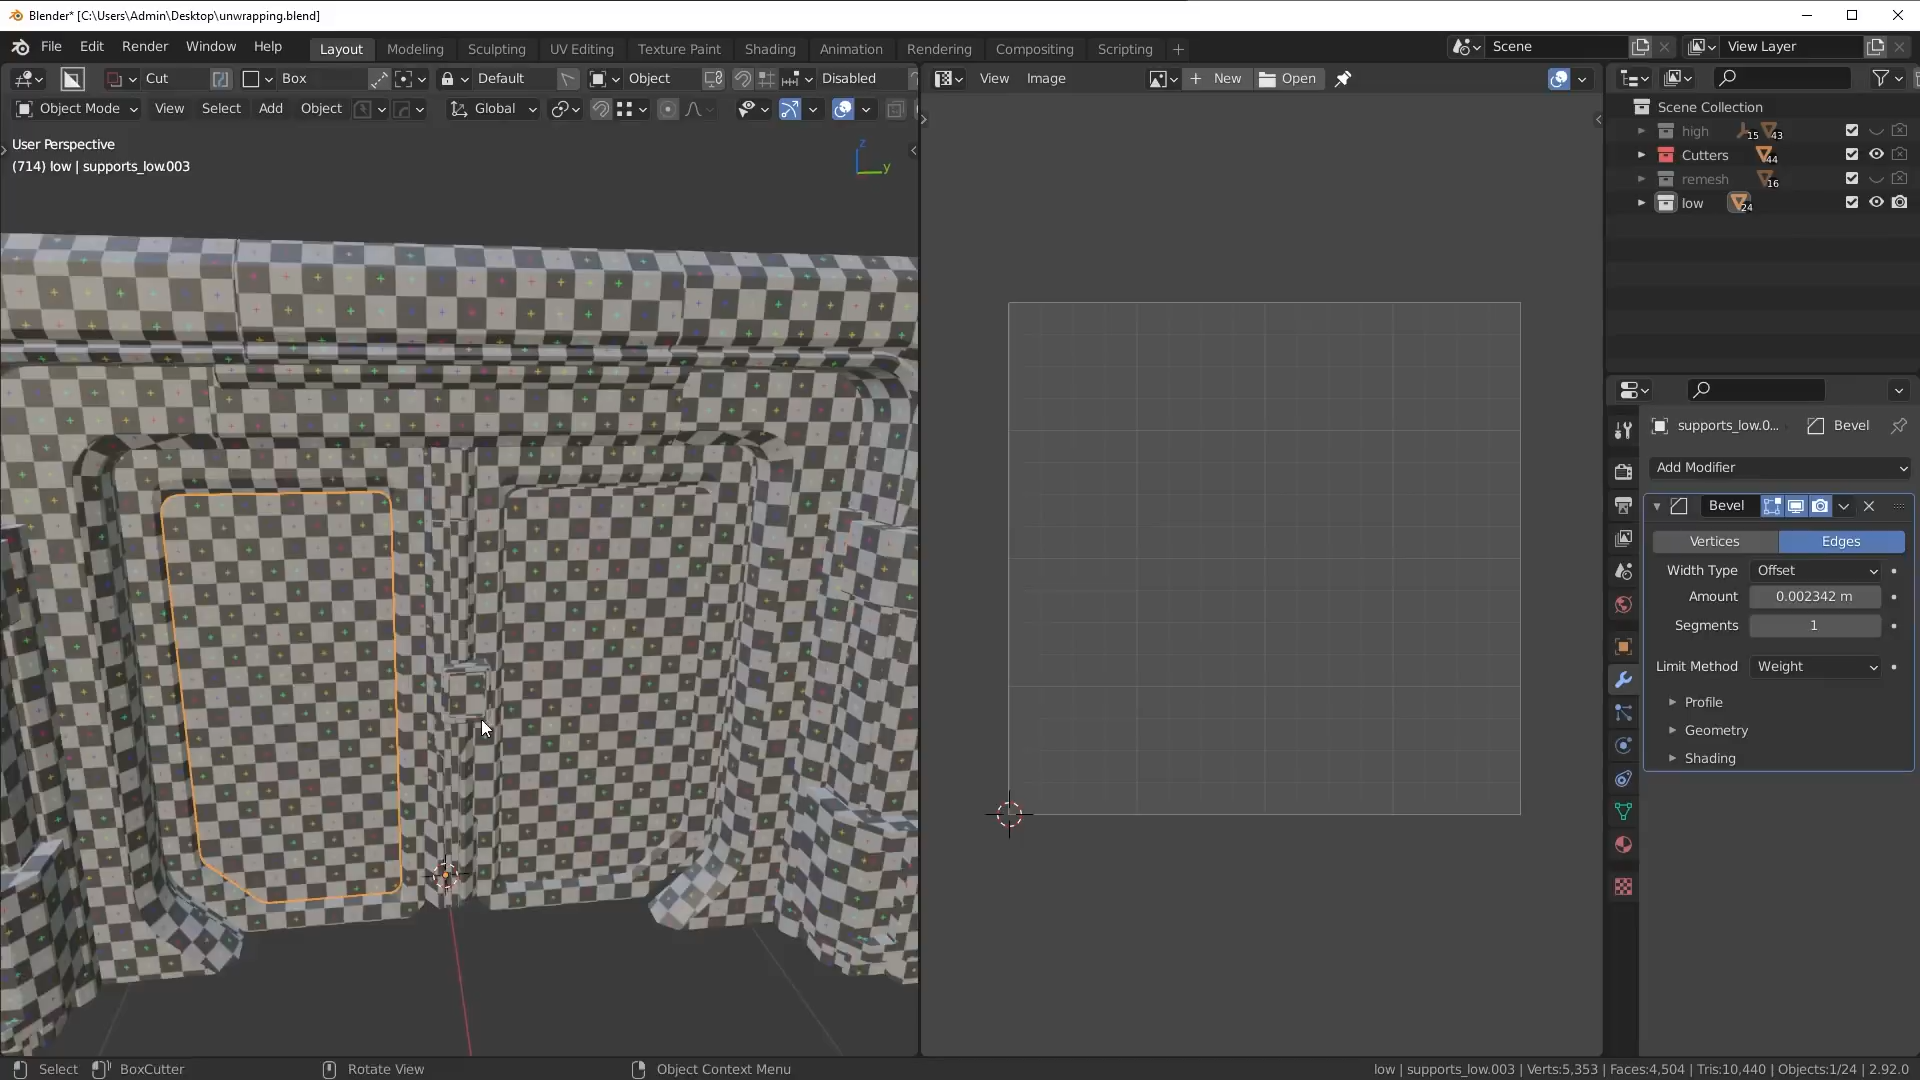 Blender* [C:\Users\Admin\Desktop\unwrapping.blend]
File Edit Render Window Help Layout Modeling Sculpting UV Editing Texture Paint Shading Animation Rendering Compositing Scripting + Scene View Layer
Cut Box Default Object Disabled View Image + New Open
Object Mode View Select Add Object Global
User Perspective
(714) low | supports_low.003
z
y
Scene Collection
high 15 43
Cutters 44
remesh 16
low 24
supports_low.0... Bevel
Add Modifier
Bevel
Vertices Edges
Width Type Offset
Amount 0.002342 m
Segments 1
Limit Method Weight
Profile
Geometry
Shading
Select BoxCutter Rotate View Object Context Menu low | supports_low.003 | Verts:5,353 | Faces:4,504 | Tris:10,440 | Objects:1/24 | 2.92.0